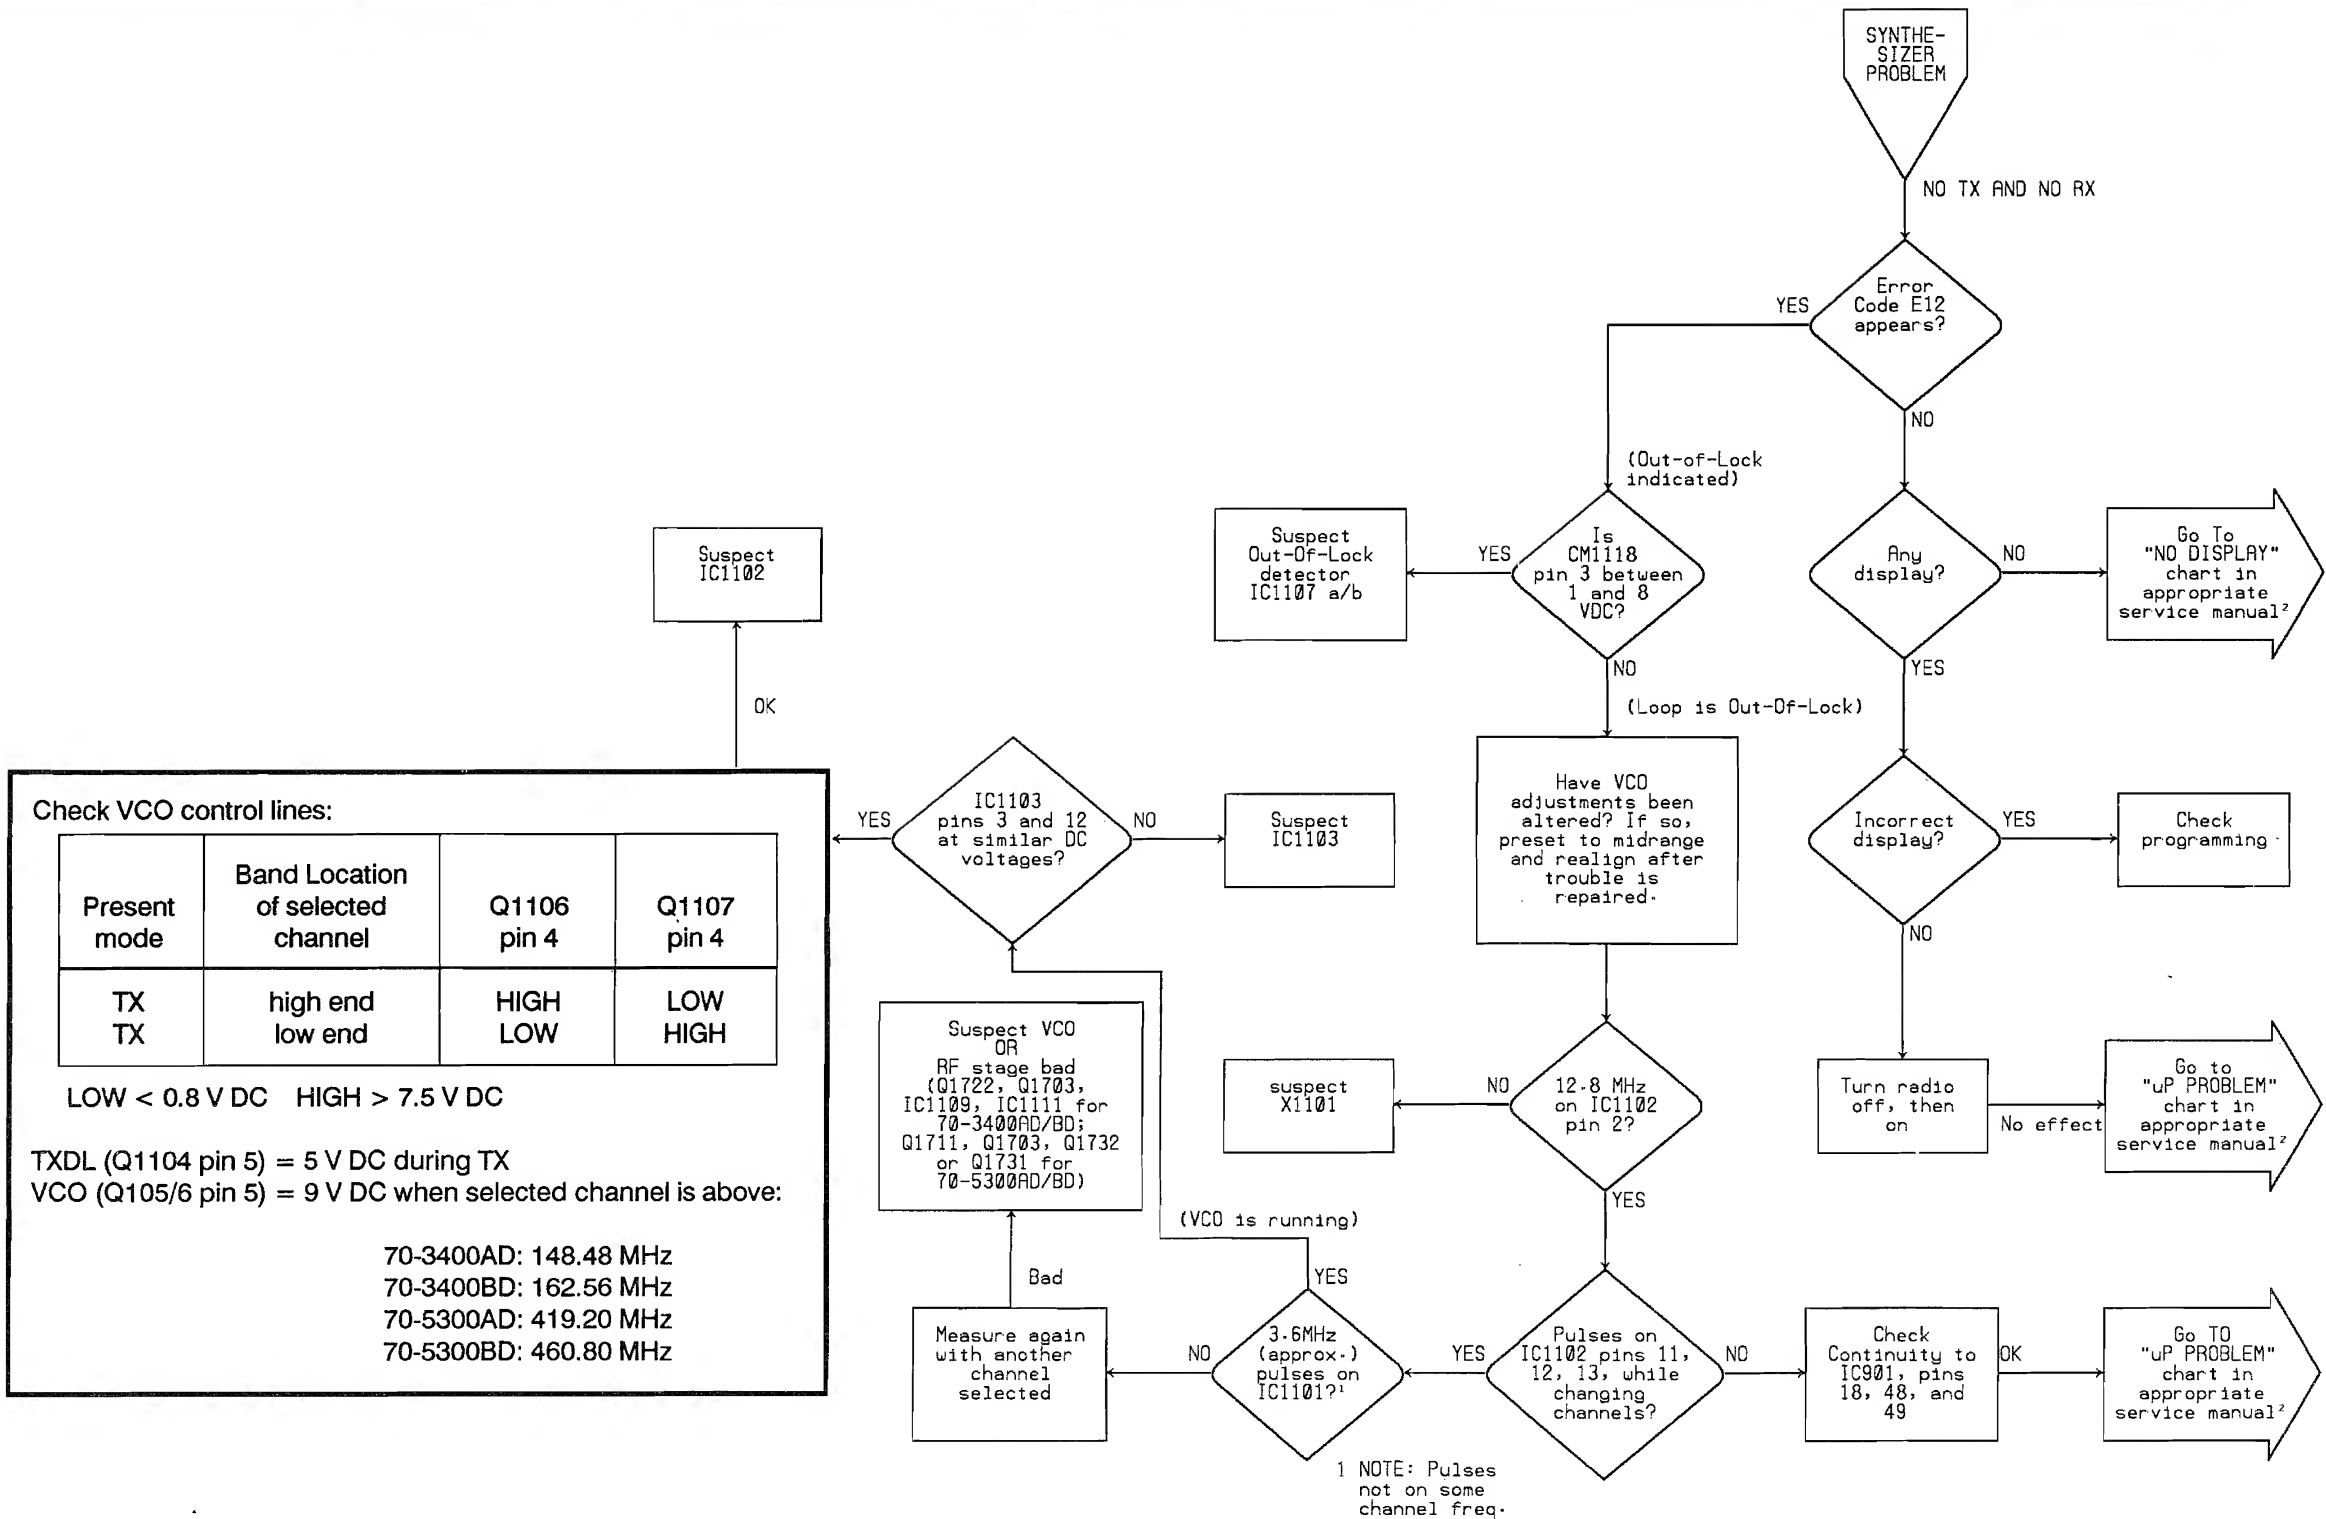 SYNTHE-
SIZER
PROBLEM
NO TX AND NO RX
Error
Code E12
appears?
YES
NO
(Out-of-Lock
indicated)
Is
CM1118
pin 3 between
1 and 8
VDC?
YES
Suspect
Out-Of-Lock
detector
IC1107 a/b
NO
(Loop is Out-Of-Lock)
Any
display?
NO
Go To
"NO DISPLAY"
chart in
appropriate
service manual²
YES
Incorrect
display?
YES
Check
programming
NO
Turn radio
off, then
on
No effect
Go to
"uP PROBLEM"
chart in
appropriate
service manual²
Have VCO
adjustments been
altered? If so,
preset to midrange
and realign after
trouble is
repaired.
12.8 MHz
on IC1102
pin 2?
NO
suspect
X1101
YES
Pulses on
IC1102 pins 11,
12, 13, while
changing
channels?
NO
Check
Continuity to
IC901, pins
18, 48, and
49
OK
Go TO
"uP PROBLEM"
chart in
appropriate
service manual²
YES
3.6MHz
(approx.)
pulses on
IC1101?¹
1 NOTE: Pulses
not on some
channel freq.
NO
Measure again
with another
channel
selected
Bad
Suspect VCO
OR
RF stage bad
(Q1722, Q1703,
IC1109, IC1111 for
70-3400AD/BD;
Q1711, Q1703, Q1732
or Q1731 for
70-5300AD/BD)
YES
(VCO is running)
IC1103
pins 3 and 12
at similar DC
voltages?
NO
Suspect
IC1103
YES
Check VCO control lines:
Present
mode
Band Location
of selected
channel
Q1106
pin 4
Q1107
pin 4
TX high end HIGH LOW
TX low end LOW HIGH
LOW < 0.8 V DC HIGH > 7.5 V DC
TXDL (Q1104 pin 5) = 5 V DC during TX
VCO (Q105/6 pin 5) = 9 V DC when selected channel is above:
70-3400AD: 148.48 MHz
70-3400BD: 162.56 MHz
70-5300AD: 419.20 MHz
70-5300BD: 460.80 MHz
OK
Suspect
IC1102